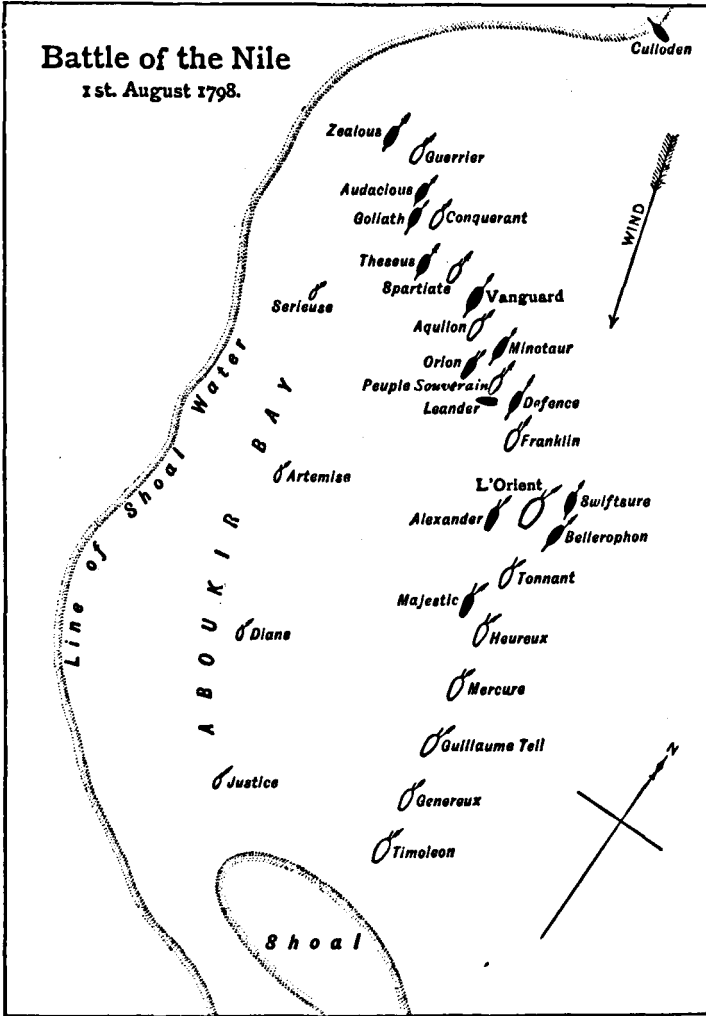 Battle of the Nile
1st. August 1798.
Culloden
Zealous
Guerrier
Audacious
Goliath
Conquerant
WIND
Theseus
Spartiate
Vanguard
Serieuse
Aquilon
Minotaur
Orion
Peuple Souverain
Leander
Defence
Franklin
Line of Shoal Water
ABOUKIR BAY
Artemise
L'Orient
Alexander
Swiftsure
Bellerophon
Tonnant
Majestic
Heureux
Diane
Mercure
Guillaume Tell
N
Justice
Genereux
Timoleon
Shoal